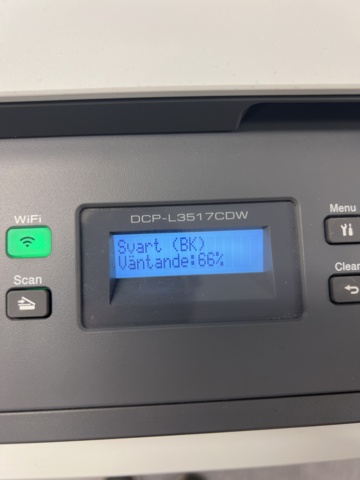 DCP-L3517CDW
WiFi
Svart (BK)
Väntande:66%
Menu
Scan
Clear